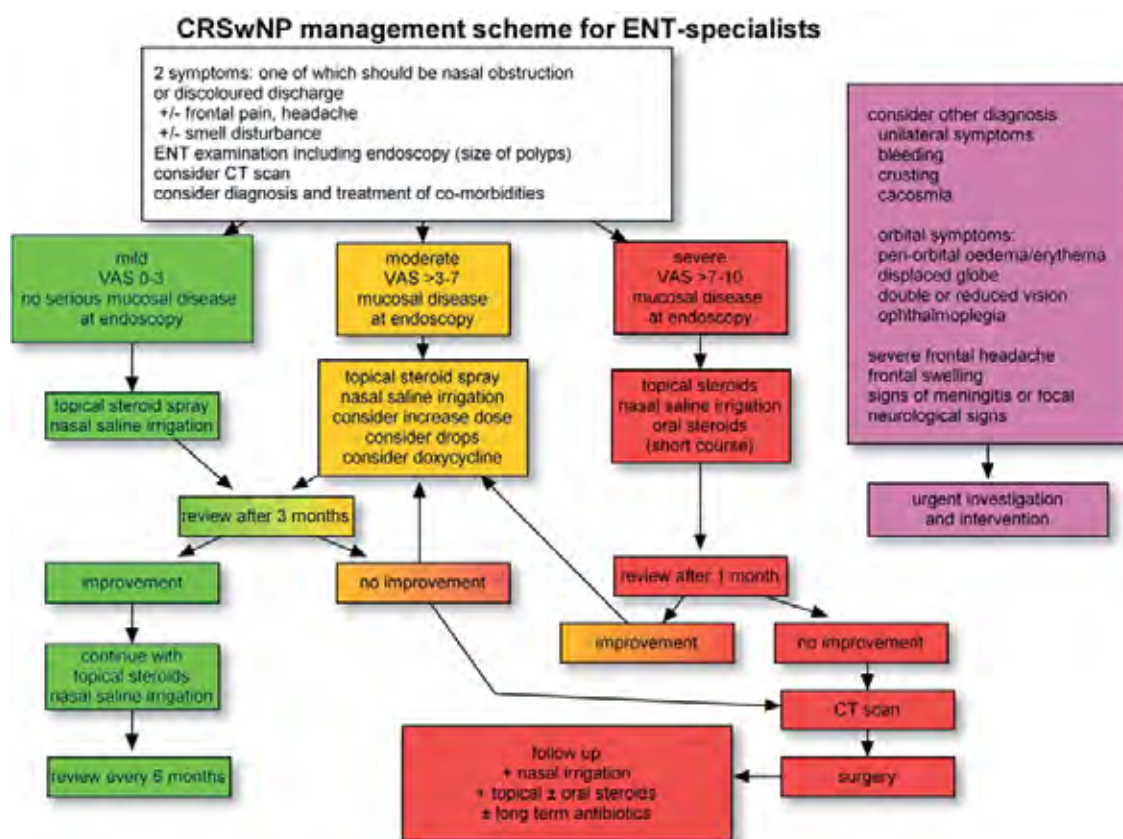 CRSwNP management scheme for ENT-specialists
2 symptoms: one of which should be nasal obstruction
or discoloured discharge
+/- frontal pain, headache
+/- smell disturbance
ENT examination including endoscopy (size of polyps)
consider CT scan
consider diagnosis and treatment of co-morbidities
mild
VAS 0-3
no serious mucosal disease
at endoscopy
moderate
VAS >3-7
mucosal disease
at endoscopy
severe
VAS >7-10
mucosal disease
at endoscopy
consider other diagnosis
unilateral symptoms
bleeding
crusting
cacosmia
orbital symptoms:
peri-orbital oedema/erythema
displaced globe
double or reduced vision
ophthalmoplegia
severe frontal headache
frontal swelling
signs of meningitis or focal
neurological signs
urgent investigation
and intervention
topical steroid spray
nasal saline irrigation
topical steroid spray
nasal saline irrigation
consider increase dose
consider drops
consider doxycycline
topical steroids
nasal saline irrigation
oral steroids
(short course)
review after 3 months
improvement
no improvement
review after 1 month
improvement
no improvement
continue with
topical steroids
nasal saline irrigation
CT scan
review every 6 months
follow up
+ nasal irrigation
+ topical ± oral steroids
± long term antibiotics
surgery